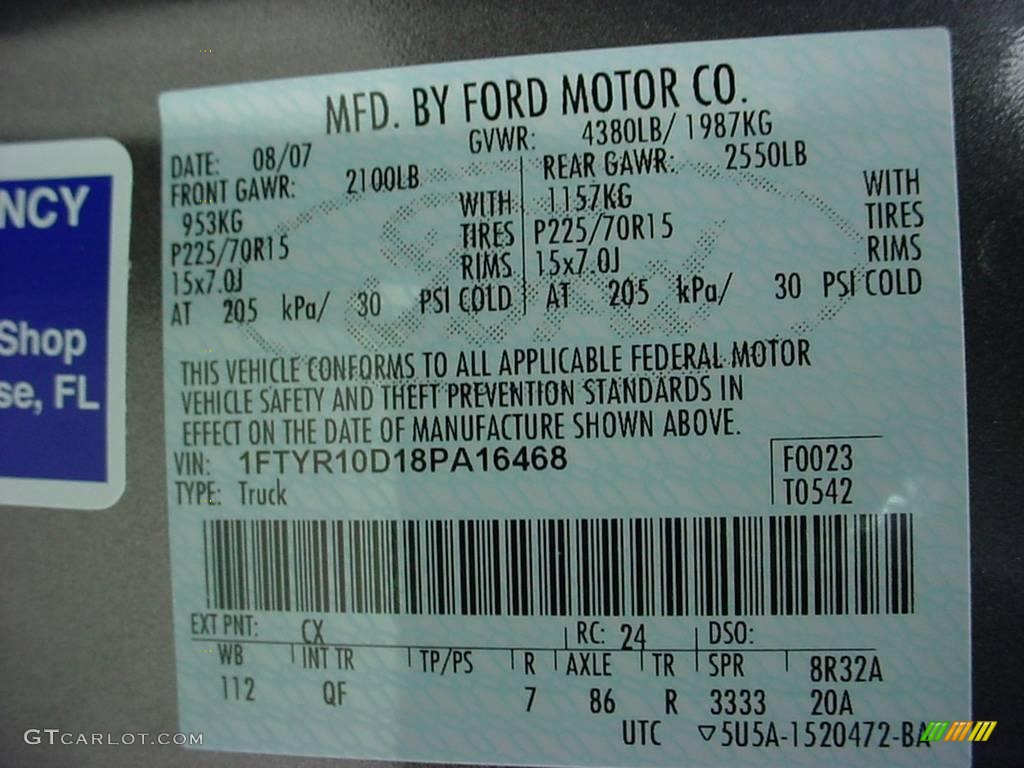 NCY
Shop
se, FL
MFD. BY FORD MOTOR CO.
DATE: 08/07 GVWR: 4380LB/ 1987KG
FRONT GAWR: 2100LB REAR GAWR: 2550LB
953KG WITH 1157KG WITH
P225/70R15 TIRES P225/70R15 TIRES
15x7.0J RIMS 15x7.0J RIMS
AT 205 kPa/ 30 PSI COLD AT 205 kPa/ 30 PSI COLD
THIS VEHICLE CONFORMS TO ALL APPLICABLE FEDERAL MOTOR
VEHICLE SAFETY AND THEFT PREVENTION STANDARDS IN
EFFECT ON THE DATE OF MANUFACTURE SHOWN ABOVE.
VIN: 1FTYR10D18PA16468 F0023
TYPE: Truck T0542
EXT PNT: CX RC: 24 DSO:
WB INT TR TP/PS R AXLE TR SPR 8R32A
112 QF 7 86 R 3333 20A
UTC ▽5U5A-1520472-BA
GTCARLOT.COM